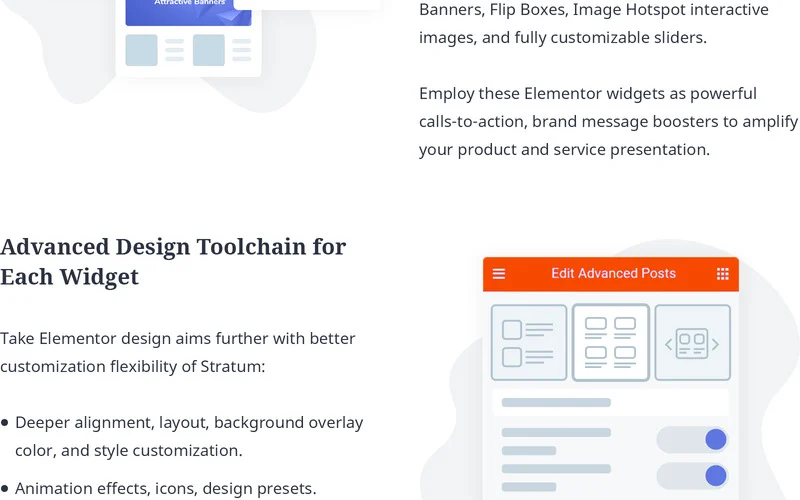 Attractive Banners
Banners, Flip Boxes, Image Hotspot interactive
images, and fully customizable sliders.
Employ these Elementor widgets as powerful
calls-to-action, brand message boosters to amplify
your product and service presentation.
Advanced Design Toolchain for
Each Widget
Take Elementor design aims further with better
customization flexibility of Stratum:
• Deeper alignment, layout, background overlay
color, and style customization.
• Animation effects, icons, design presets.
Edit Advanced Posts